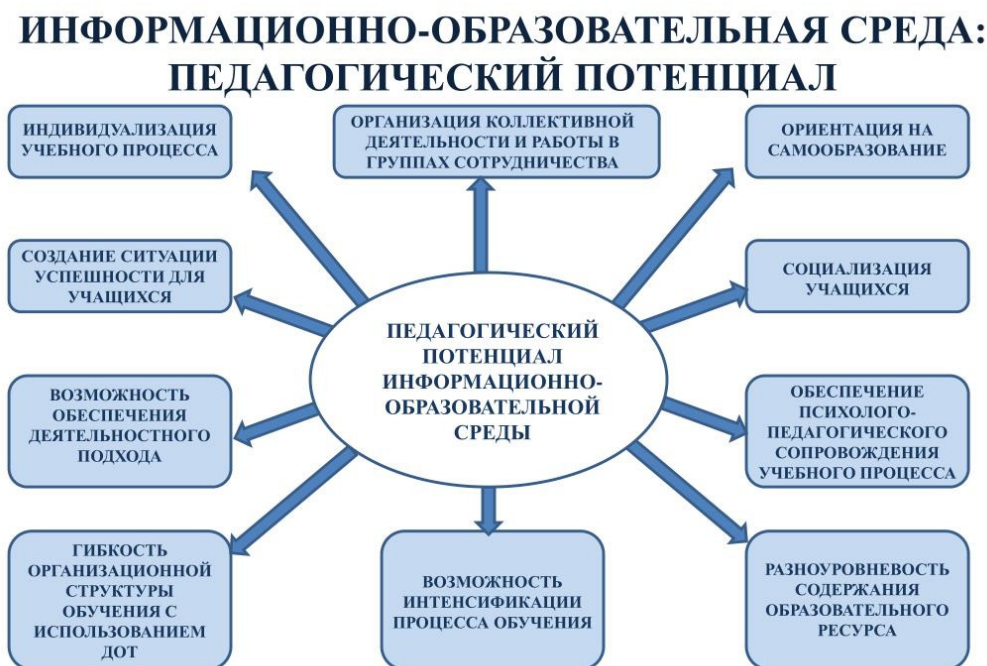 ИНФОРМАЦИОННО-ОБРАЗОВАТЕЛЬНАЯ СРЕДА:
ПЕДАГОГИЧЕСКИЙ ПОТЕНЦИАЛ
ИНДИВИДУАЛИЗАЦИЯ
УЧЕБНОГО ПРОЦЕССА
ОРГАНИЗАЦИЯ КОЛЛЕКТИВНОЙ
ДЕЯТЕЛЬНОСТИ И РАБОТЫ В
ГРУППАХ СОТРУДНИЧЕСТВА
ОРИЕНТАЦИЯ НА
САМООБРАЗОВАНИЕ
СОЗДАНИЕ СИТУАЦИИ
УСПЕШНОСТИ ДЛЯ
УЧАЩИХСЯ
СОЦИАЛИЗАЦИЯ
УЧАЩИХСЯ
ПЕДАГОГИЧЕСКИЙ
ПОТЕНЦИАЛ
ИНФОРМАЦИОННО-
ОБРАЗОВАТЕЛЬНОЙ
СРЕДЫ
ВОЗМОЖНОСТЬ
ОБЕСПЕЧЕНИЯ
ДЕЯТЕЛЬНОСТНОГО
ПОДХОДА
ОБЕСПЕЧЕНИЕ
ПСИХОЛОГО-
ПЕДАГОГИЧЕСКОГО
СОПРОВОЖДЕНИЯ
УЧЕБНОГО ПРОЦЕССА
ГИБКОСТЬ
ОРГАНИЗАЦИОННОЙ
СТРУКТУРЫ
ОБУЧЕНИЯ С
ИСПОЛЬЗОВАНИЕМ
ДОТ
ВОЗМОЖНОСТЬ
ИНТЕНСИФИКАЦИИ
ПРОЦЕССА ОБУЧЕНИЯ
РАЗНОУРОВНЕВОСТЬ
СОДЕРЖАНИЯ
ОБРАЗОВАТЕЛЬНОГО
РЕСУРСА